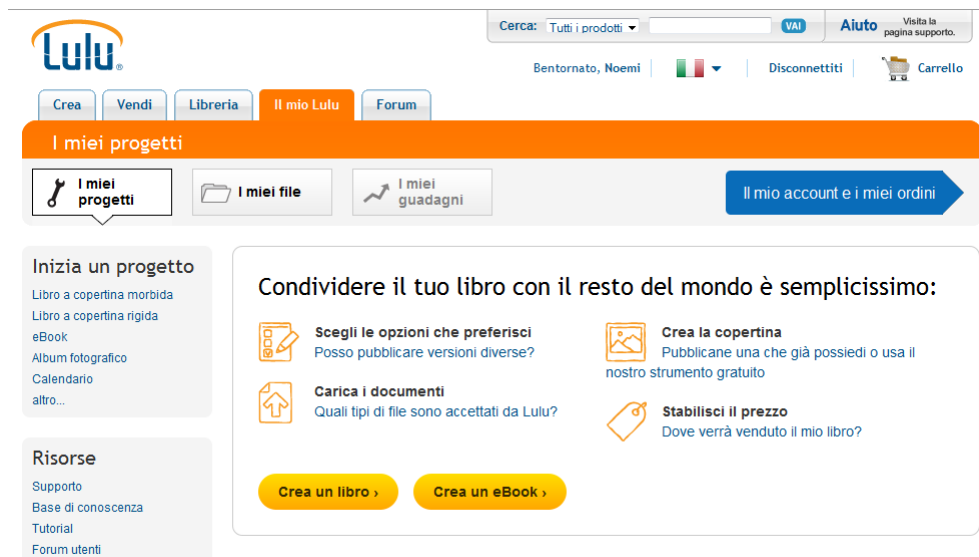 Lulu®
Cerca: Tutti i prodotti VAI Aiuto Visita la
pagina supporto.
Bentornato, Noemi Disconnettiti Carrello
Crea Vendi Libreria Il mio Lulu Forum
I miei progetti
I miei
progetti
I miei file
I miei
guadagni
Il mio account e i miei ordini
Inizia un progetto
Libro a copertina morbida
Libro a copertina rigida
eBook
Album fotografico
Calendario
altro...
Risorse
Supporto
Base di conoscenza
Tutorial
Forum utenti
Condividere il tuo libro con il resto del mondo è semplicissimo:
Scegli le opzioni che preferisci
Posso pubblicare versioni diverse?
Carica i documenti
Quali tipi di file sono accettati da Lulu?
Crea la copertina
Pubblicane una che già possiedi o usa il
nostro strumento gratuito
Stabilisci il prezzo
Dove verrà venduto il mio libro?
Crea un libro ›
Crea un eBook ›